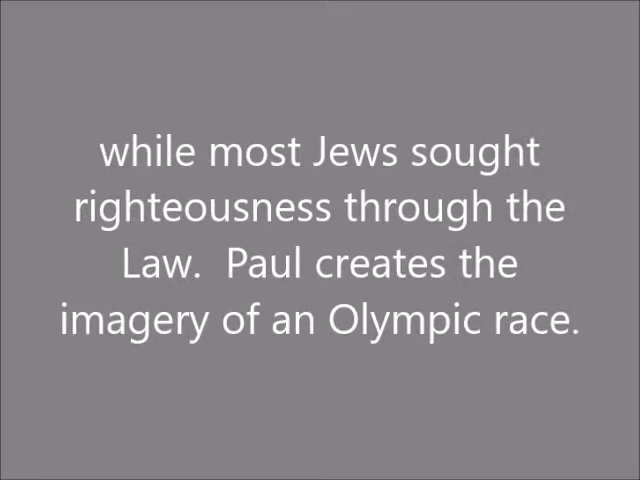 while most Jews sought
righteousness through the
Law.  Paul creates the
imagery of an Olympic race.